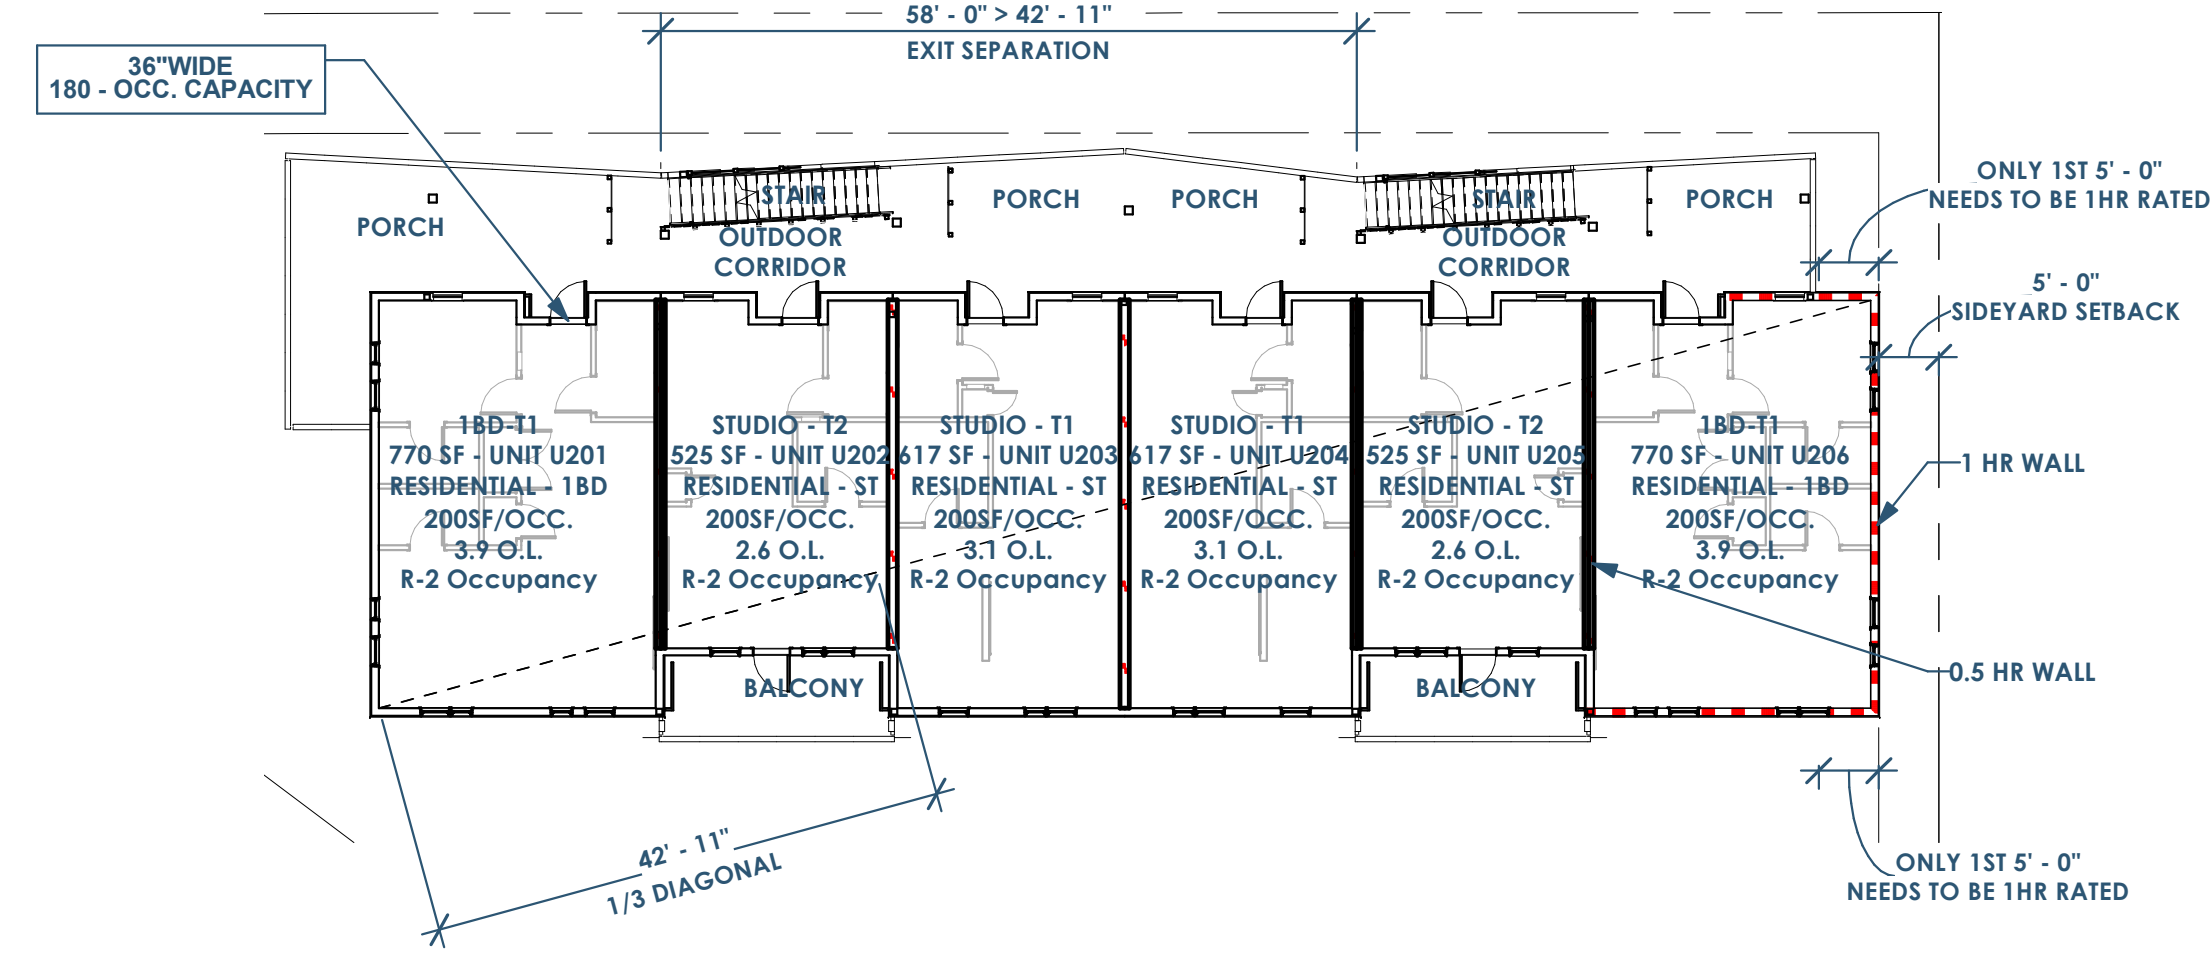 58' - 0" > 42' - 11"
EXIT SEPARATION
36"WIDE
180 - OCC. CAPACITY
PORCH
STAIR
OUTDOOR
CORRIDOR
PORCH
PORCH
STAIR
OUTDOOR
CORRIDOR
PORCH
ONLY 1ST 5' - 0"
NEEDS TO BE 1HR RATED
5' - 0"
SIDEYARD SETBACK
1BD-T1
770 SF - UNIT U201
RESIDENTIAL - 1BD
200SF/OCC.
3.9 O.L.
R-2 Occupancy
STUDIO - T2
525 SF - UNIT U202
RESIDENTIAL - ST
200SF/OCC.
2.6 O.L.
R-2 Occupancy
STUDIO - T1
617 SF - UNIT U203
RESIDENTIAL - ST
200SF/OCC.
3.1 O.L.
R-2 Occupancy
STUDIO - T1
617 SF - UNIT U204
RESIDENTIAL - ST
200SF/OCC.
3.1 O.L.
R-2 Occupancy
STUDIO - T2
525 SF - UNIT U205
RESIDENTIAL - ST
200SF/OCC.
2.6 O.L.
R-2 Occupancy
1BD-T1
770 SF - UNIT U206
RESIDENTIAL - 1BD
200SF/OCC.
3.9 O.L.
R-2 Occupancy
1 HR WALL
0.5 HR WALL
BALCONY
BALCONY
42' - 11"
1/3 DIAGONAL
ONLY 1ST 5' - 0"
NEEDS TO BE 1HR RATED